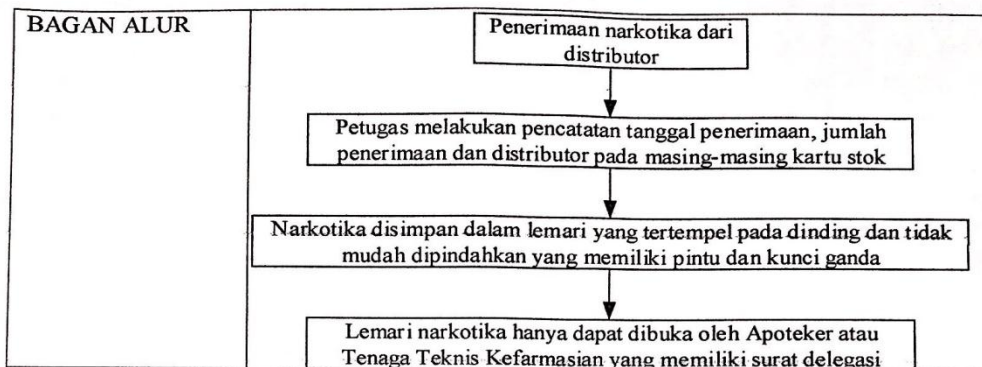 BAGAN ALUR
Penerimaan narkotika dari
distributor
Petugas melakukan pencatatan tanggal penerimaan, jumlah
penerimaan dan distributor pada masing-masing kartu stok
Narkotika disimpan dalam lemari yang tertempel pada dinding dan tidak
mudah dipindahkan yang memiliki pintu dan kunci ganda
Lemari narkotika hanya dapat dibuka oleh Apoteker atau
Tenaga Teknis Kefarmasian yang memiliki surat delegasi